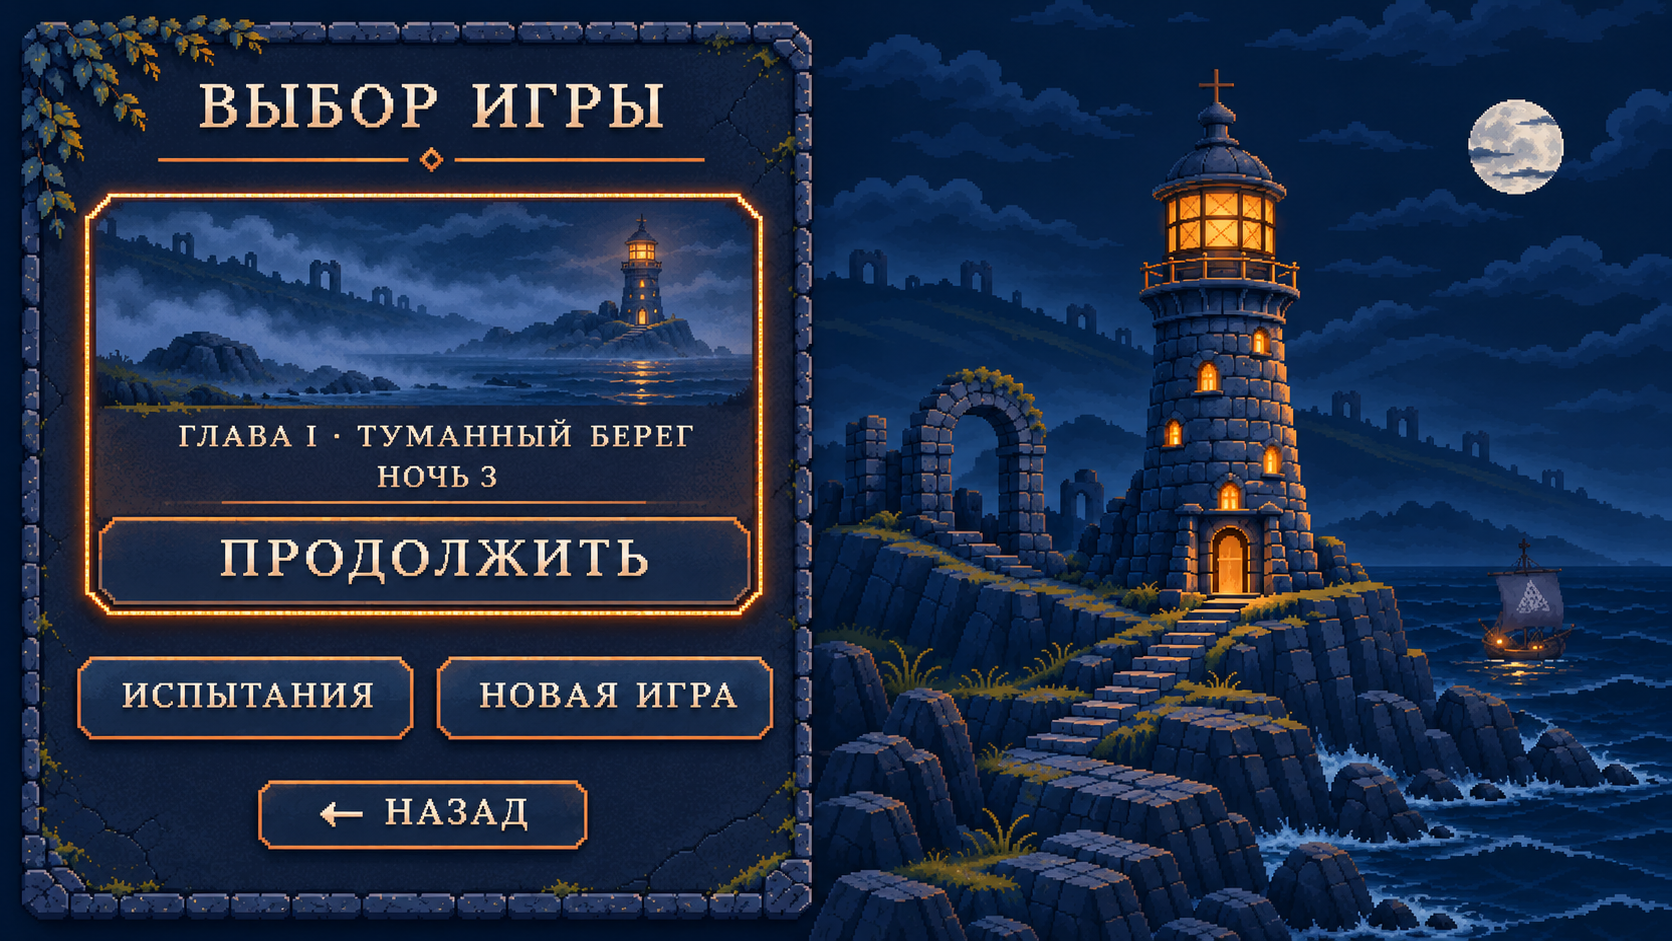 ВЫБОР ИГРЫ
ГЛАВА I · ТУМАННЫЙ БЕРЕГ
НОЧЬ 3
ПРОДОЛЖИТЬ
ИСПЫТАНИЯ
НОВАЯ ИГРА
← НАЗАД